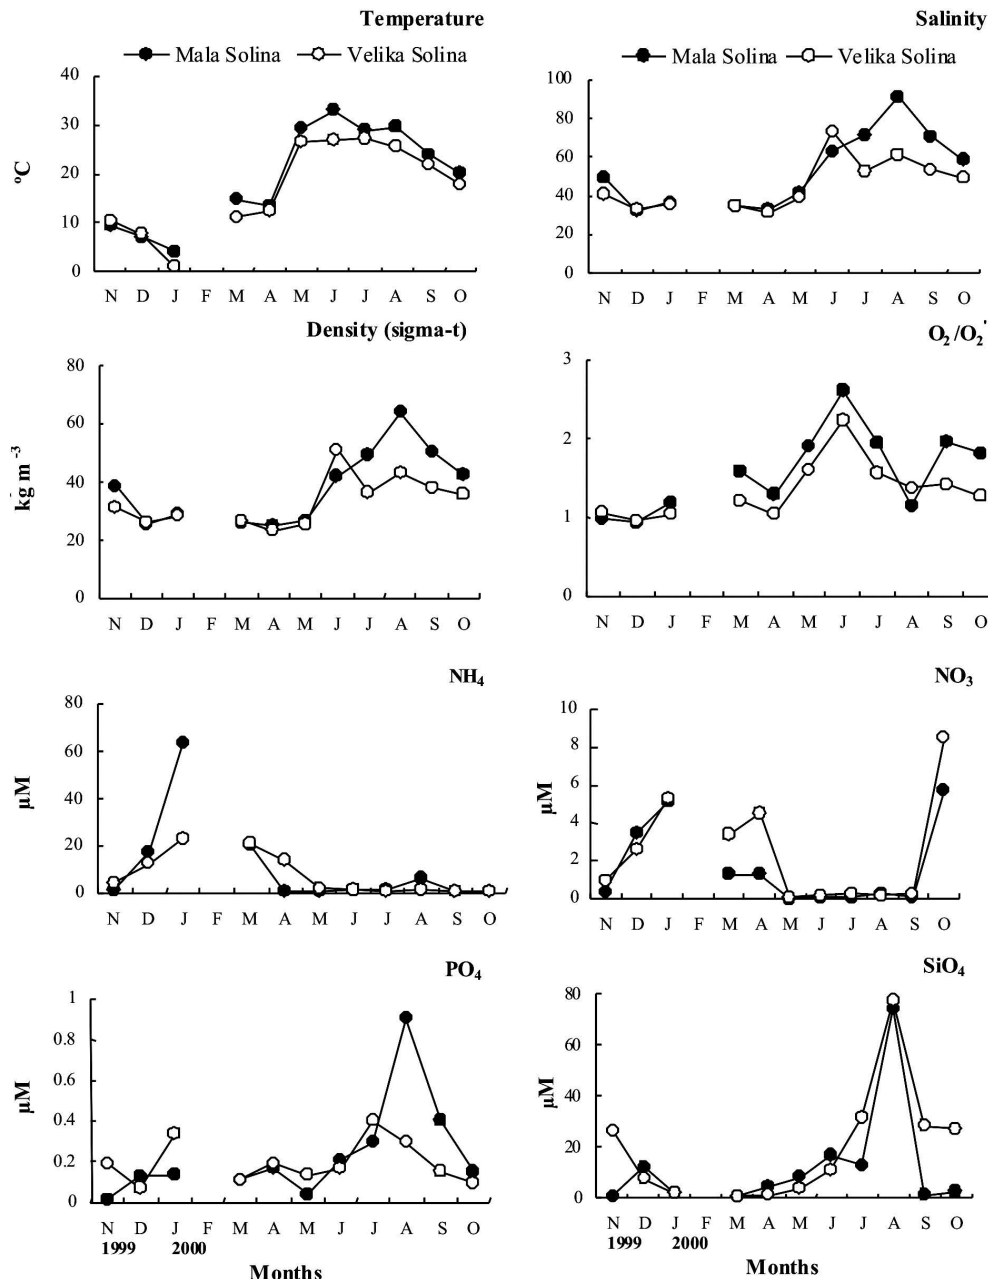 Temperature
Mala Solina Velika Solina
40
30
20
10
0
ºC
N D J F M A M J J A S O
Salinity
Mala Solina Velika Solina
100
80
60
40
20
0
N D J F M A M J J A S O
Density (sigma-t)
80
60
40
20
0
kg m -3
N D J F M A M J J A S O
O2 /O2'
3
2
1
0
N D J F M A M J J A S O
NH4
80
60
40
20
0
µM
N D J F M A M J J A S O
NO3
10
8
6
4
2
0
µM
N D J F M A M J J A S O
PO4
1
0.8
0.6
0.4
0.2
0
µM
N D J F M A M J J A S O
1999 2000
Months
SiO4
80
60
40
20
0
µM
N D J F M A M J J A S O
1999 2000
Months